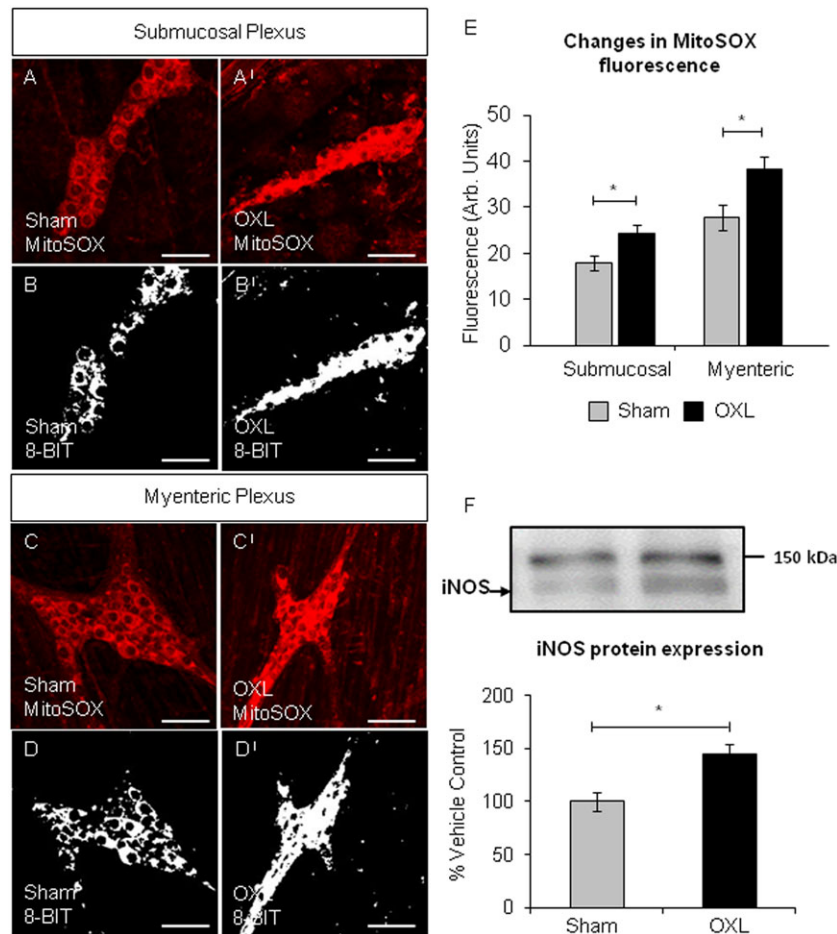 Submucosal Plexus
A
Sham
MitoSOX
A'
OXL
MitoSOX
B
Sham
8-BIT
B'
OXL
8-BIT
Myenteric Plexus
C
Sham
MitoSOX
C'
OXL
MitoSOX
D
Sham
8-BIT
D'
OXL
8-BIT
E
Changes in MitoSOX
fluorescence
Fluorescence (Arb. Units)
50
40
30
20
10
0
*
*
Submucosal Myenteric
Sham OXL
F
150 kDa
iNOS
iNOS protein expression
% Vehicle Control
200
150
100
50
0
*
Sham OXL